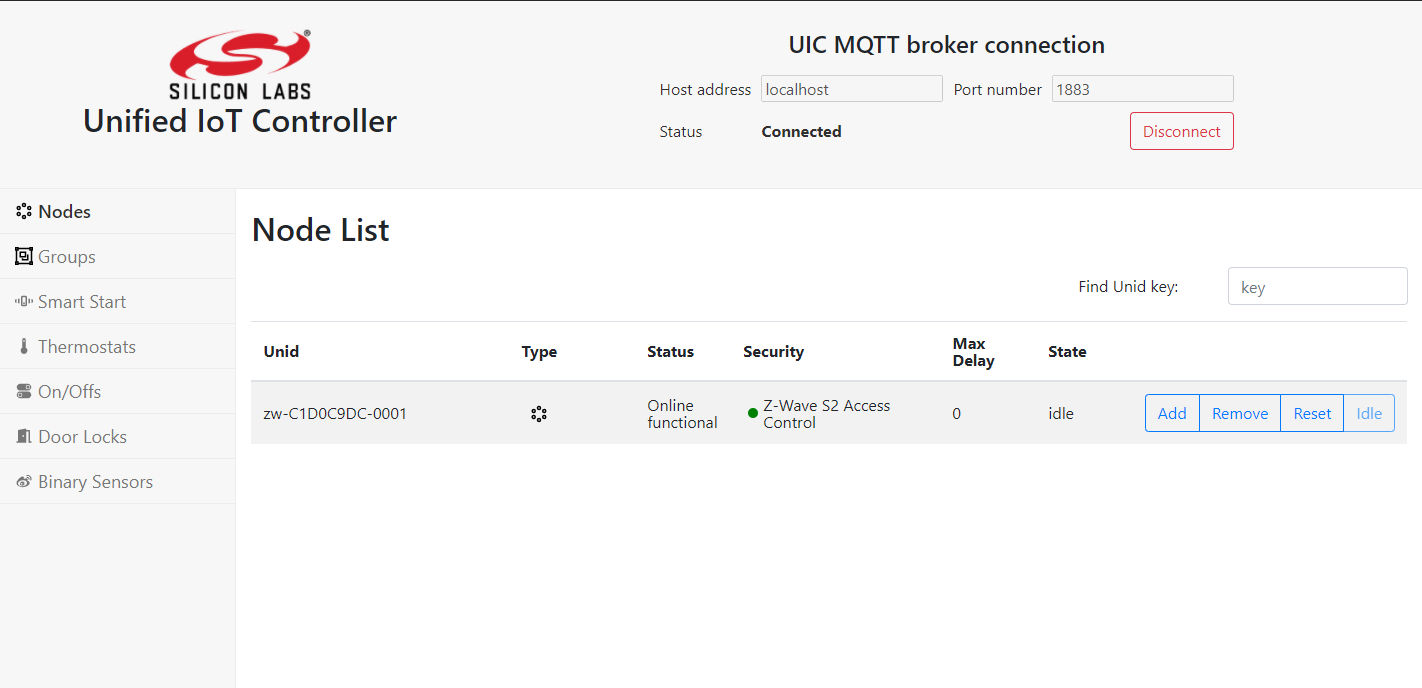 SILICON LABS
Unified IoT Controller
UIC MQTT broker connection
Host address localhost Port number 1883
Status Connected Disconnect
Nodes
Groups
Smart Start
Thermostats
On/Offs
Door Locks
Binary Sensors
Node List
Find Unid key: key
Unid Type Status Security Max Delay State
zw-C1D0C9DC-0001 Online functional Z-Wave S2 Access Control 0 idle Add Remove Reset Idle